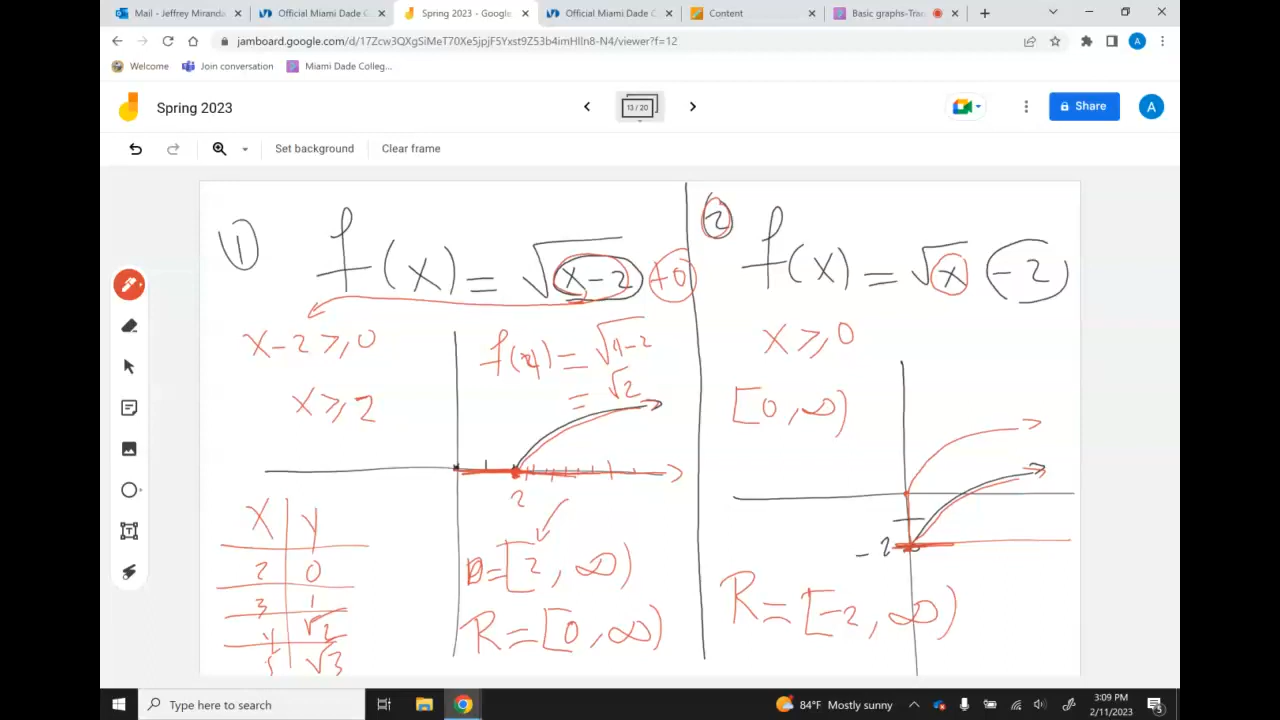 Mail - Jeffrey Miranda
Official Miami Dade C
Spring 2023 - Google
Official Miami Dade C
Content
Basic graphs-Trac
jamboard.google.com/d/17Zcw3QXgSiMeT70Xe5jpjF5Yxst9Z53b4imHlln8-N4/viewer?f=12
A
Welcome
Join conversation
Miami Dade Colleg...
Spring 2023
13 / 20
Share
A
Set background
Clear frame
① f(x) = √(x-2) +0
x-2 ≥ 0
x ≥ 2
f(4) = √(4-2)
= √2
2
x | y
2 | 0
3 | 1
4 | √2
5 | √3
D = [2, ∞)
R = [0, ∞)
② f(x) = √x -2
x ≥ 0
[0, ∞)
-2
R = [-2, ∞)
Type here to search
84°F Mostly sunny
3:09 PM
2/11/2023
5